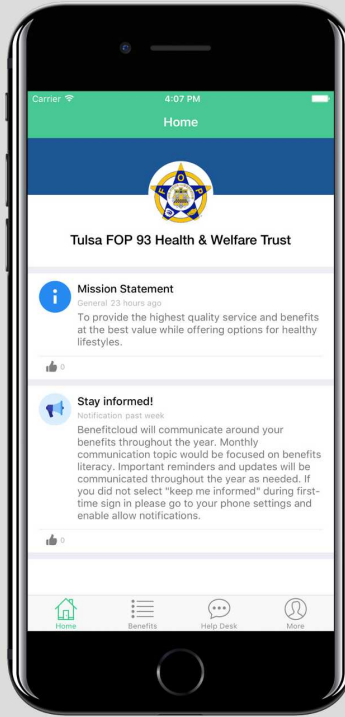 Carrier 4:07 PM
Home
F O P
Tulsa FOP 93 Health & Welfare Trust
Mission Statement
General 23 hours ago
To provide the highest quality service and benefits
at the best value while offering options for healthy
lifestyles.
0
Stay informed!
Notification past week
Benefitcloud will communicate around your
benefits throughout the year. Monthly
communication topic would be focused on benefits
literacy. Important reminders and updates will be
communicated throughout the year as needed. If
you did not select "keep me informed" during first-
time sign in please go to your phone settings and
enable allow notifications.
0
Home Benefits Help Desk More